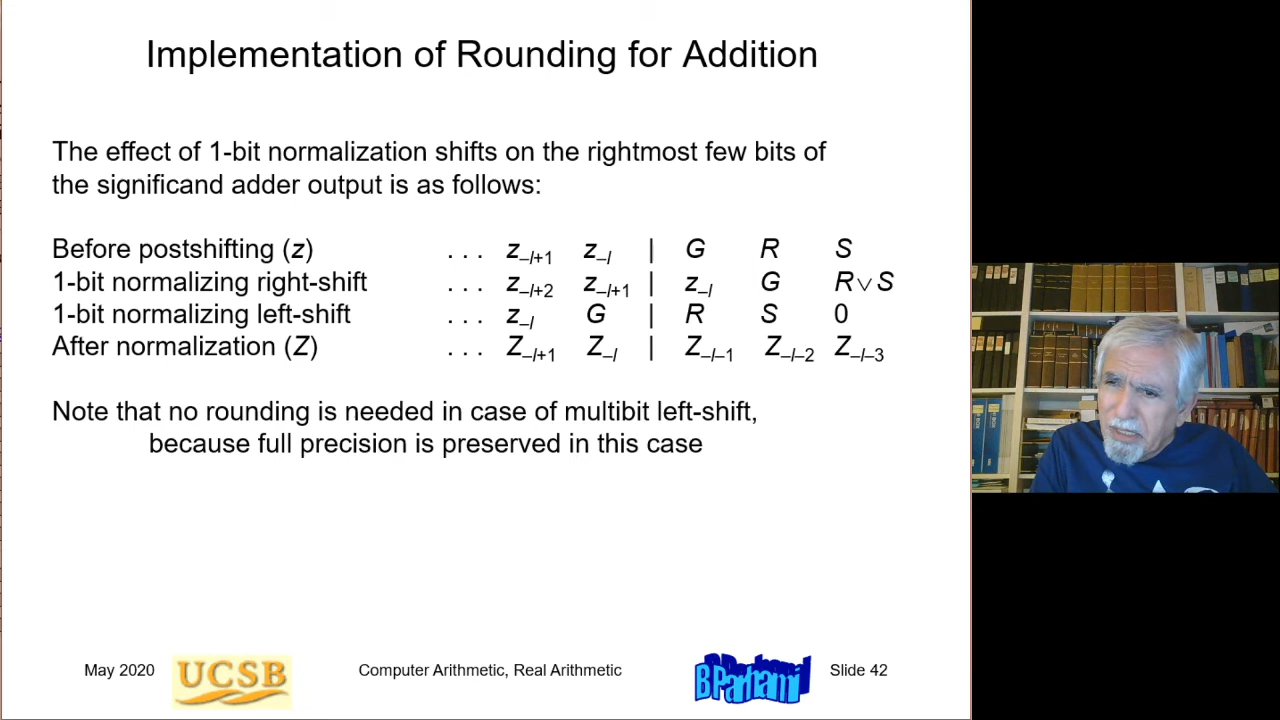 Implementation of Rounding for Addition
The effect of 1-bit normalization shifts on the rightmost few bits of
the significand adder output is as follows:
Before postshifting (z) . . . z–l+1 z–l | G R S
1-bit normalizing right-shift . . . z–l+2 z–l+1 | z–l G R∨S
1-bit normalizing left-shift . . . z–l G | R S 0
After normalization (Z) . . . Z–l+1 Z–l | Z–l–1 Z–l–2 Z–l–3
Note that no rounding is needed in case of multibit left-shift,
because full precision is preserved in this case
May 2020 UCSB Computer Arithmetic, Real Arithmetic B Parhami Slide 42